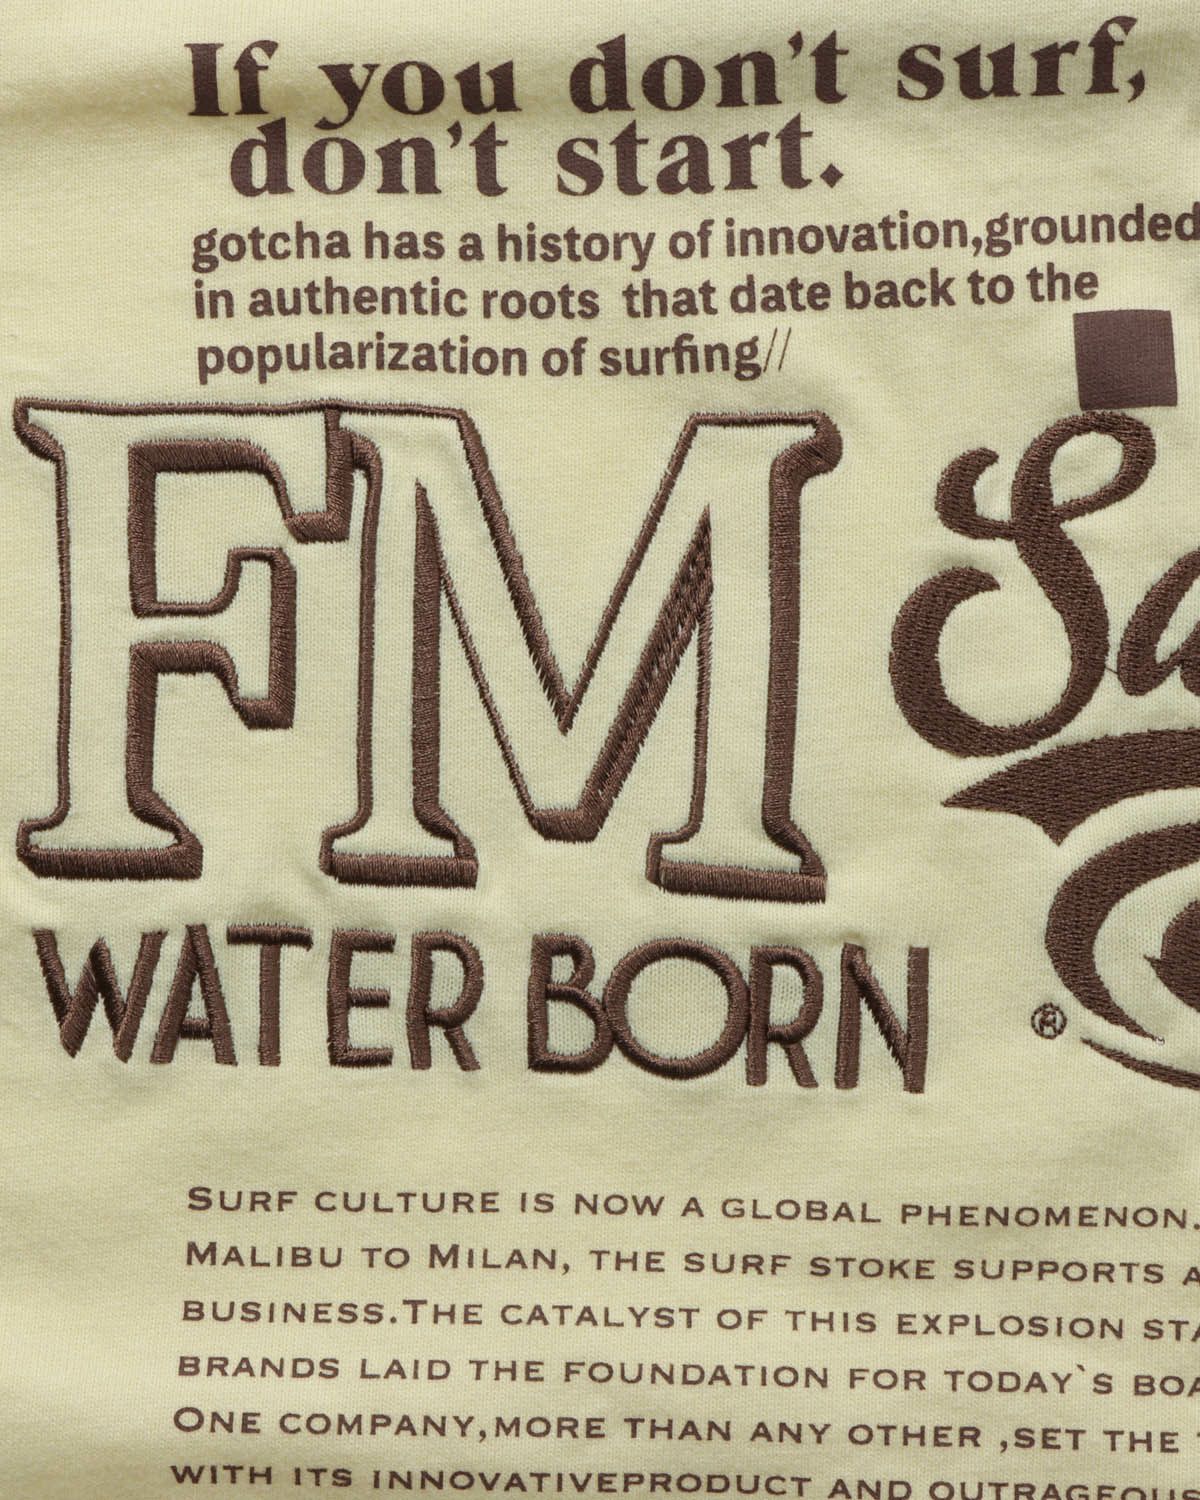 If you don't surf,
don't start.
gotcha has a history of innovation,grounded
in authentic roots that date back to the
popularization of surfing//
FM
WATER BORN
®
SURF CULTURE IS NOW A GLOBAL PHENOMENON.
MALIBU TO MILAN, THE SURF STOKE SUPPORTS A
BUSINESS.THE CATALYST OF THIS EXPLOSION
BRANDS LAID THE FOUNDATION FOR TODAY`S
ONE COMPANY,MORE THAN ANY OTHER ,SET THE
WITH ITS INNOVATIVEPRODUCT AND OUTRAGEOUS